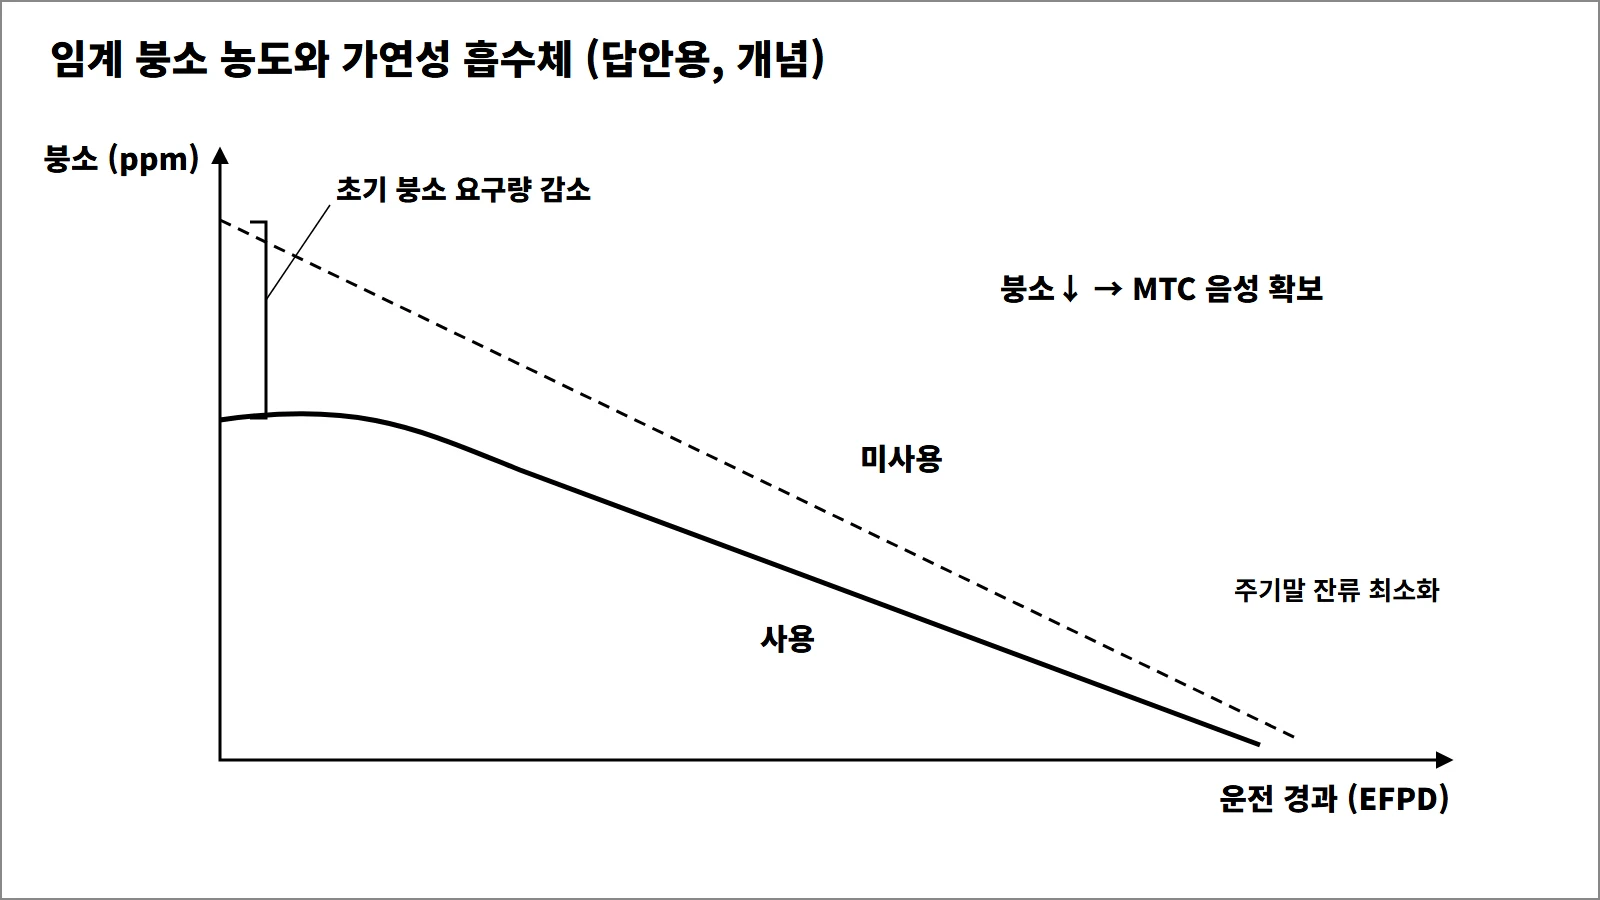 임계 붕소 농도와 가연성 흡수체 (답안용, 개념)
붕소 (ppm)
초기 붕소 요구량 감소
붕소↓ → MTC 음성 확보
미사용
주기말 잔류 최소화
사용
운전 경과 (EFPD)